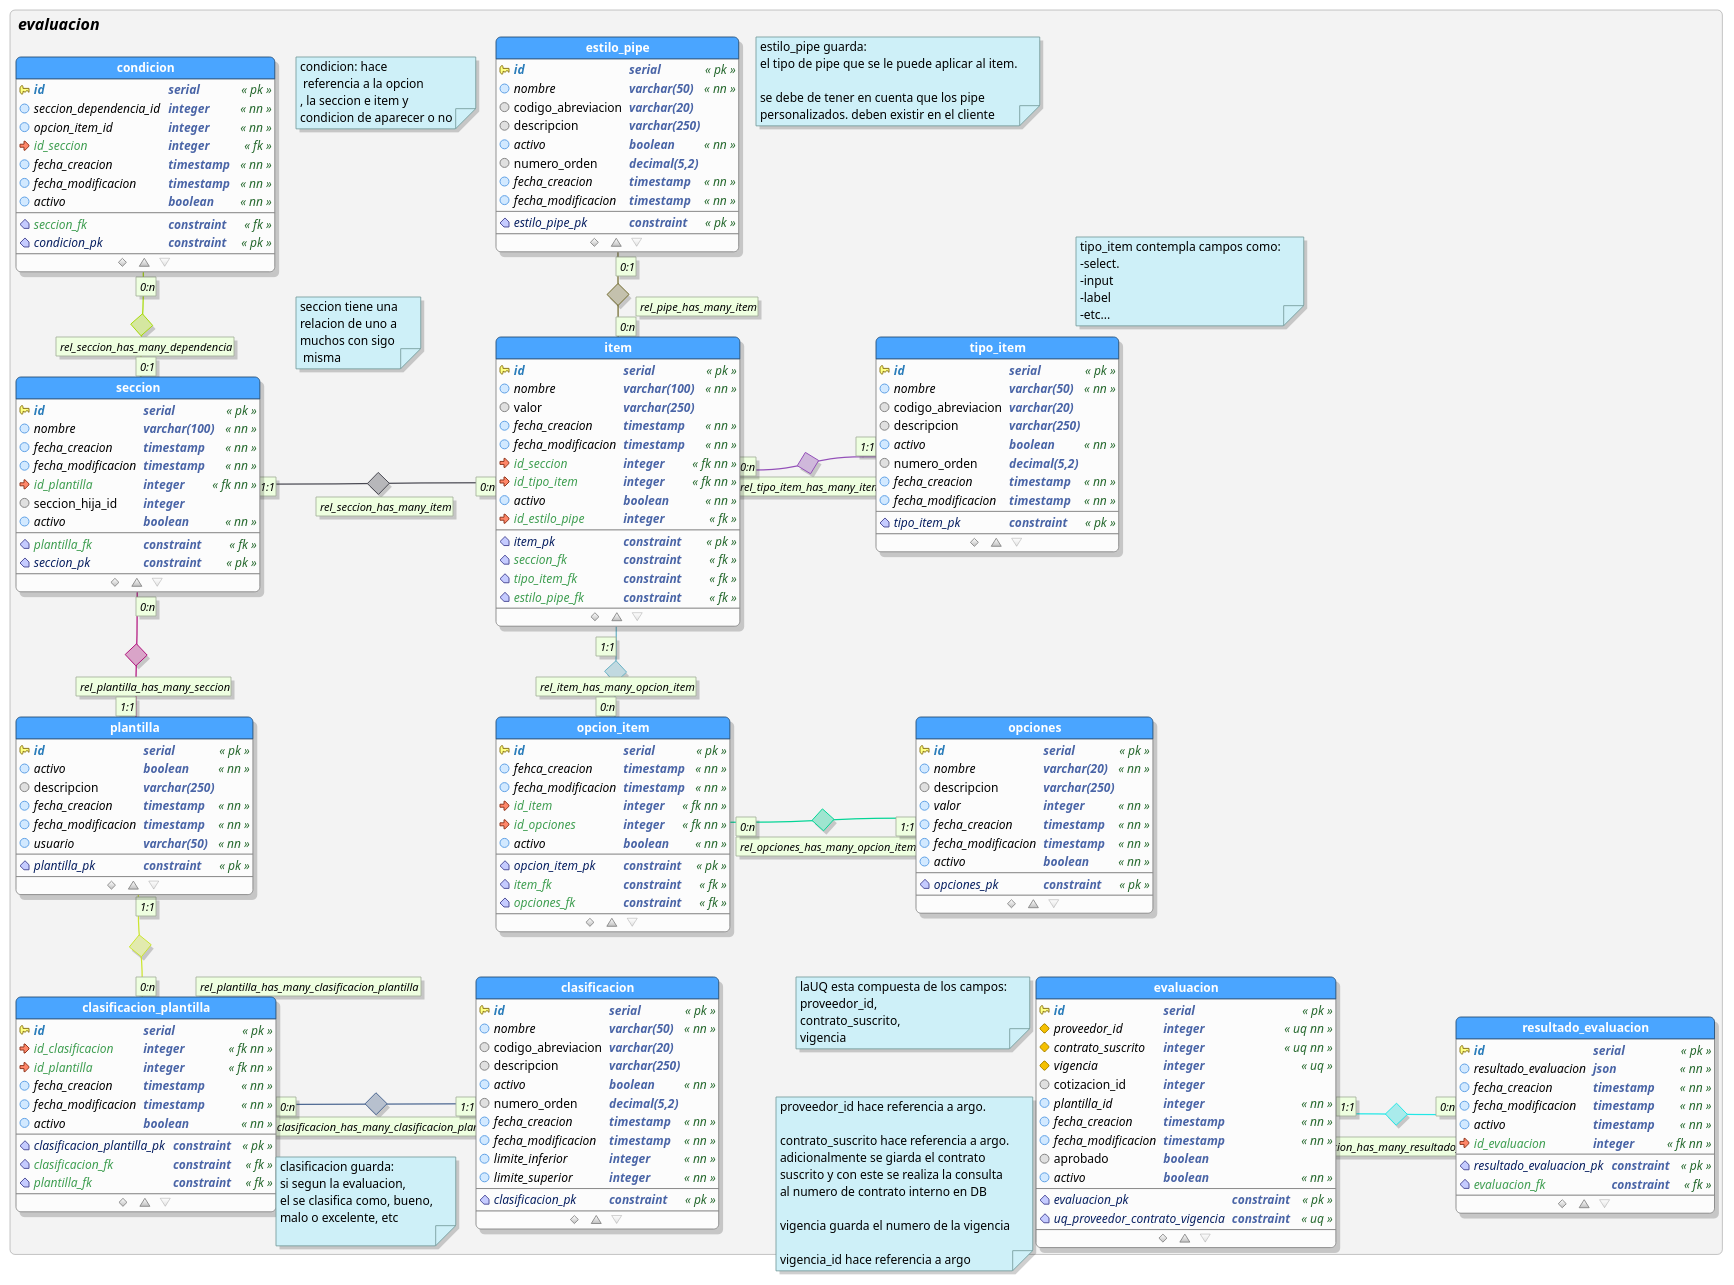 evaluacion
condicion
id serial « pk »
seccion_dependencia_id integer « nn »
opcion_item_id integer « nn »
id_seccion integer « fk »
fecha_creacion timestamp « nn »
fecha_modificacion timestamp « nn »
activo boolean « nn »
seccion_fk constraint « fk »
condicion_pk constraint « pk »
condicion: hace
referencia a la opcion
, la seccion e item y
condicion de aparecer o no
estilo_pipe
id serial « pk »
nombre varchar(50) « nn »
codigo_abreviacion varchar(20)
descripcion varchar(250)
activo boolean « nn »
numero_orden decimal(5,2)
fecha_creacion timestamp « nn »
fecha_modificacion timestamp « nn »
estilo_pipe_pk constraint « pk »
estilo_pipe guarda:
el tipo de pipe que se le puede aplicar al item.
se debe de tener en cuenta que los pipe
personalizados. deben existir en el cliente
tipo_item contempla campos como:
-select.
-input
-label
-etc...
0:n
rel_seccion_has_many_dependencia
0:1
seccion tiene una
relacion de uno a
muchos con sigo
misma
0:1
rel_pipe_has_many_item
0:n
seccion
id serial « pk »
nombre varchar(100) « nn »
fecha_creacion timestamp « nn »
fecha_modificacion timestamp « nn »
id_plantilla integer « fk nn »
seccion_hija_id integer
activo boolean « nn »
plantilla_fk constraint « fk »
seccion_pk constraint « pk »
1:1
rel_seccion_has_many_item
0:n
item
id serial « pk »
nombre varchar(100) « nn »
valor varchar(250)
fecha_creacion timestamp « nn »
fecha_modificacion timestamp « nn »
id_seccion integer « fk nn »
id_tipo_item integer « fk nn »
activo boolean « nn »
id_estilo_pipe integer « fk »
item_pk constraint « pk »
seccion_fk constraint « fk »
tipo_item_fk constraint « fk »
estilo_pipe_fk constraint « fk »
0:n
1:1
rel_tipo_item_has_many_item
tipo_item
id serial « pk »
nombre varchar(50) « nn »
codigo_abreviacion varchar(20)
descripcion varchar(250)
activo boolean « nn »
numero_orden decimal(5,2)
fecha_creacion timestamp « nn »
fecha_modificacion timestamp « nn »
tipo_item_pk constraint « pk »
0:n
rel_plantilla_has_many_seccion
1:1
1:1
rel_item_has_many_opcion_item
0:n
plantilla
id serial « pk »
activo boolean « nn »
descripcion varchar(250)
fecha_creacion timestamp « nn »
fecha_modificacion timestamp « nn »
usuario varchar(50) « nn »
plantilla_pk constraint « pk »
opcion_item
id serial « pk »
fehca_creacion timestamp « nn »
fecha_modificacion timestamp « nn »
id_item integer « fk nn »
id_opciones integer « fk nn »
activo boolean « nn »
opcion_item_pk constraint « pk »
item_fk constraint « fk »
opciones_fk constraint « fk »
0:n
1:1
rel_opciones_has_many_opcion_item
opciones
id serial « pk »
nombre varchar(20) « nn »
descripcion varchar(250)
valor integer « nn »
fecha_creacion timestamp « nn »
fecha_modificacion timestamp « nn »
activo boolean « nn »
opciones_pk constraint « pk »
1:1
0:n
rel_plantilla_has_many_clasificacion_plantilla
clasificacion_plantilla
id serial « pk »
id_clasificacion integer « fk nn »
id_plantilla integer « fk nn »
fecha_creacion timestamp « nn »
fecha_modificacion timestamp « nn »
activo boolean « nn »
clasificacion_plantilla_pk constraint « pk »
clasificacion_fk constraint « fk »
plantilla_fk constraint « fk »
0:n
1:1
clasificacion_has_many_clasificacion_plan
clasificacion guarda:
si segun la evaluacion,
el se clasifica como, bueno,
malo o excelente, etc
clasificacion
id serial « pk »
nombre varchar(50) « nn »
codigo_abreviacion varchar(20)
descripcion varchar(250)
activo boolean « nn »
numero_orden decimal(5,2)
fecha_creacion timestamp « nn »
fecha_modificacion timestamp « nn »
limite_inferior integer « nn »
limite_superior integer « nn »
clasificacion_pk constraint « pk »
laUQ esta compuesta de los campos:
proveedor_id,
contrato_suscrito,
vigencia
proveedor_id hace referencia a argo.
contrato_suscrito hace referencia a argo.
adicionalmente se giarda el contrato
suscrito y con este se realiza la consulta
al numero de contrato interno en DB
vigencia guarda el numero de la vigencia
vigencia_id hace referencia a argo
evaluacion
id serial « pk »
proveedor_id integer « uq nn »
contrato_suscrito integer « uq nn »
vigencia integer « uq »
cotizacion_id integer
plantilla_id integer « nn »
fecha_creacion timestamp « nn »
fecha_modificacion timestamp « nn »
aprobado boolean
activo boolean « nn »
evaluacion_pk constraint « pk »
uq_proveedor_contrato_vigencia constraint « uq »
1:1
0:n
ion_has_many_resultado
resultado_evaluacion
id serial « pk »
resultado_evaluacion json « nn »
fecha_creacion timestamp « nn »
fecha_modificacion timestamp « nn »
activo timestamp « nn »
id_evaluacion integer « fk nn »
resultado_evaluacion_pk constraint « pk »
evaluacion_fk constraint « fk »